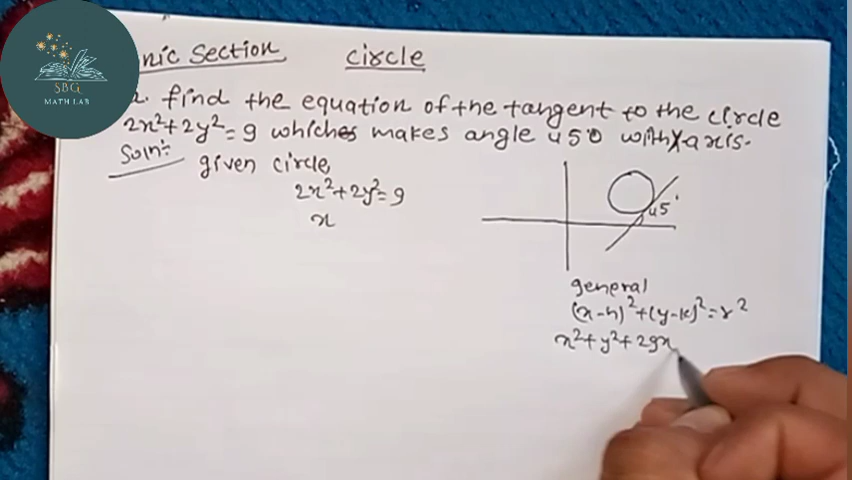 SBG
MATH LAB
nic Section Circle
find the equation of the tangent to the circle
2x²+2y²=9 which makes angle 450 with X-axis.
Soln:-
given circle,
2x²+2y²=9
x
45°
general
(x-h)²+(y-k)²=r²
x²+y²+2gx